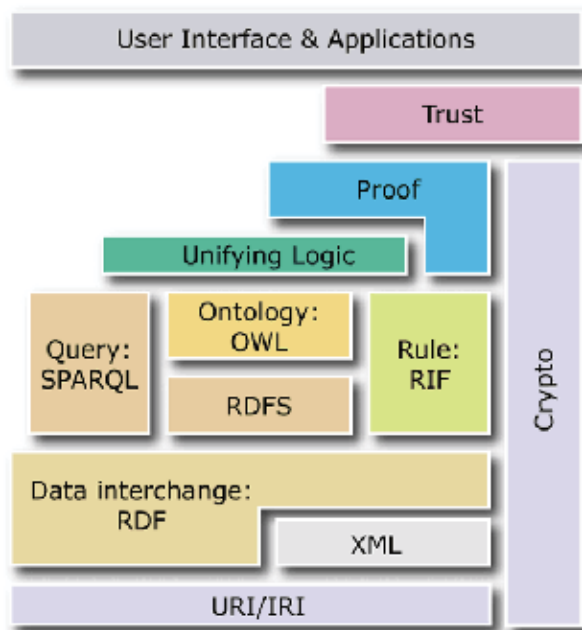 User Interface & Applications
Trust
Proof
Unifying Logic
Query:
SPARQL
Ontology:
OWL
RDFS
Rule:
RIF
Crypto
Data interchange:
RDF
XML
URI/IRI